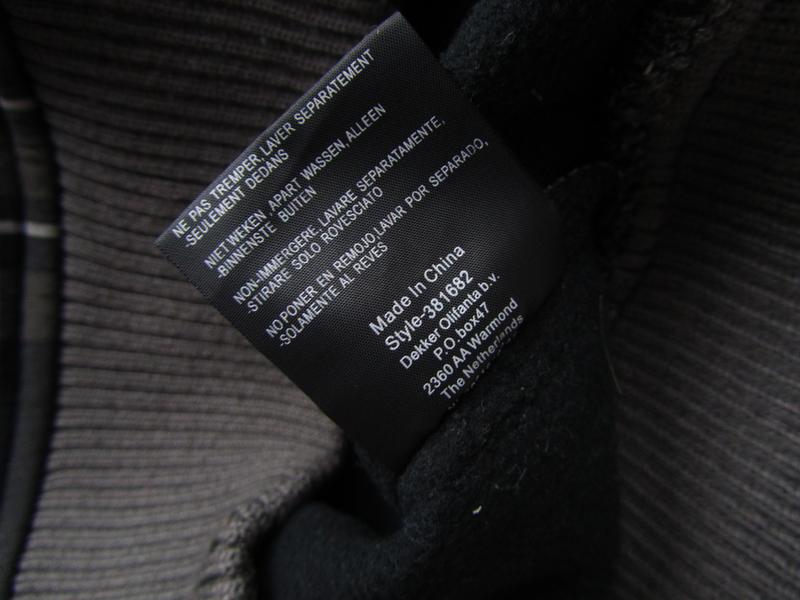 NE PAS TREMPER, LAVER SEPARATEMENT
-SEULEMENT DEDANS
NIET WEKEN, APART WASSEN, ALLEEN
-BINNENSTE BUITEN
NON-IMMERGERE, LAVARE SEPARATAMENTE,
-STIRARE SOLO ROVESCIATO
NO PONER EN REMOJO, LAVAR POR SEPARADO,
-SOLAMENTE AL REVES
Made In China
Style-381682
Dekker Olifanta b.v.
P.O. box47
2360 AA Warmond
The Netherlands